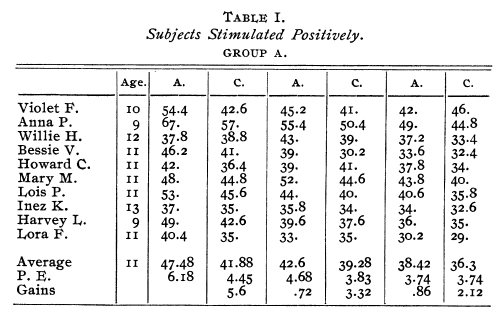 TABLE I.
Subjects Stimulated Positively.
GROUP A.
Age. A. C. A. C. A. C.
Violet F. 10 54.4 42.6 45.2 41. 42. 46.
Anna P. 9 67. 57. 55.4 50.4 49. 44.8
Willie H. 12 37.8 38.8 43. 39. 37.2 33.4
Bessie V. 11 46.2 41. 39. 30.2 33.6 32.4
Howard C. 11 42. 36.4 39. 41. 37.8 34.
Mary M. 11 48. 44.8 52. 44.6 43.8 40.
Lois P. 11 53. 45.6 44. 40. 40.6 35.8
Inez K. 13 37. 35. 35.8 34. 34. 32.6
Harvey L. 9 49. 42.6 39.6 37.6 36. 35.
Lora F. 11 40.4 35. 33. 35. 30.2 29.
Average 11 47.48 41.88 42.6 39.28 38.42 36.3
P. E. 6.18 4.45 4.68 3.83 3.74 3.74
Gains 5.6 .72 3.32 .86 2.12